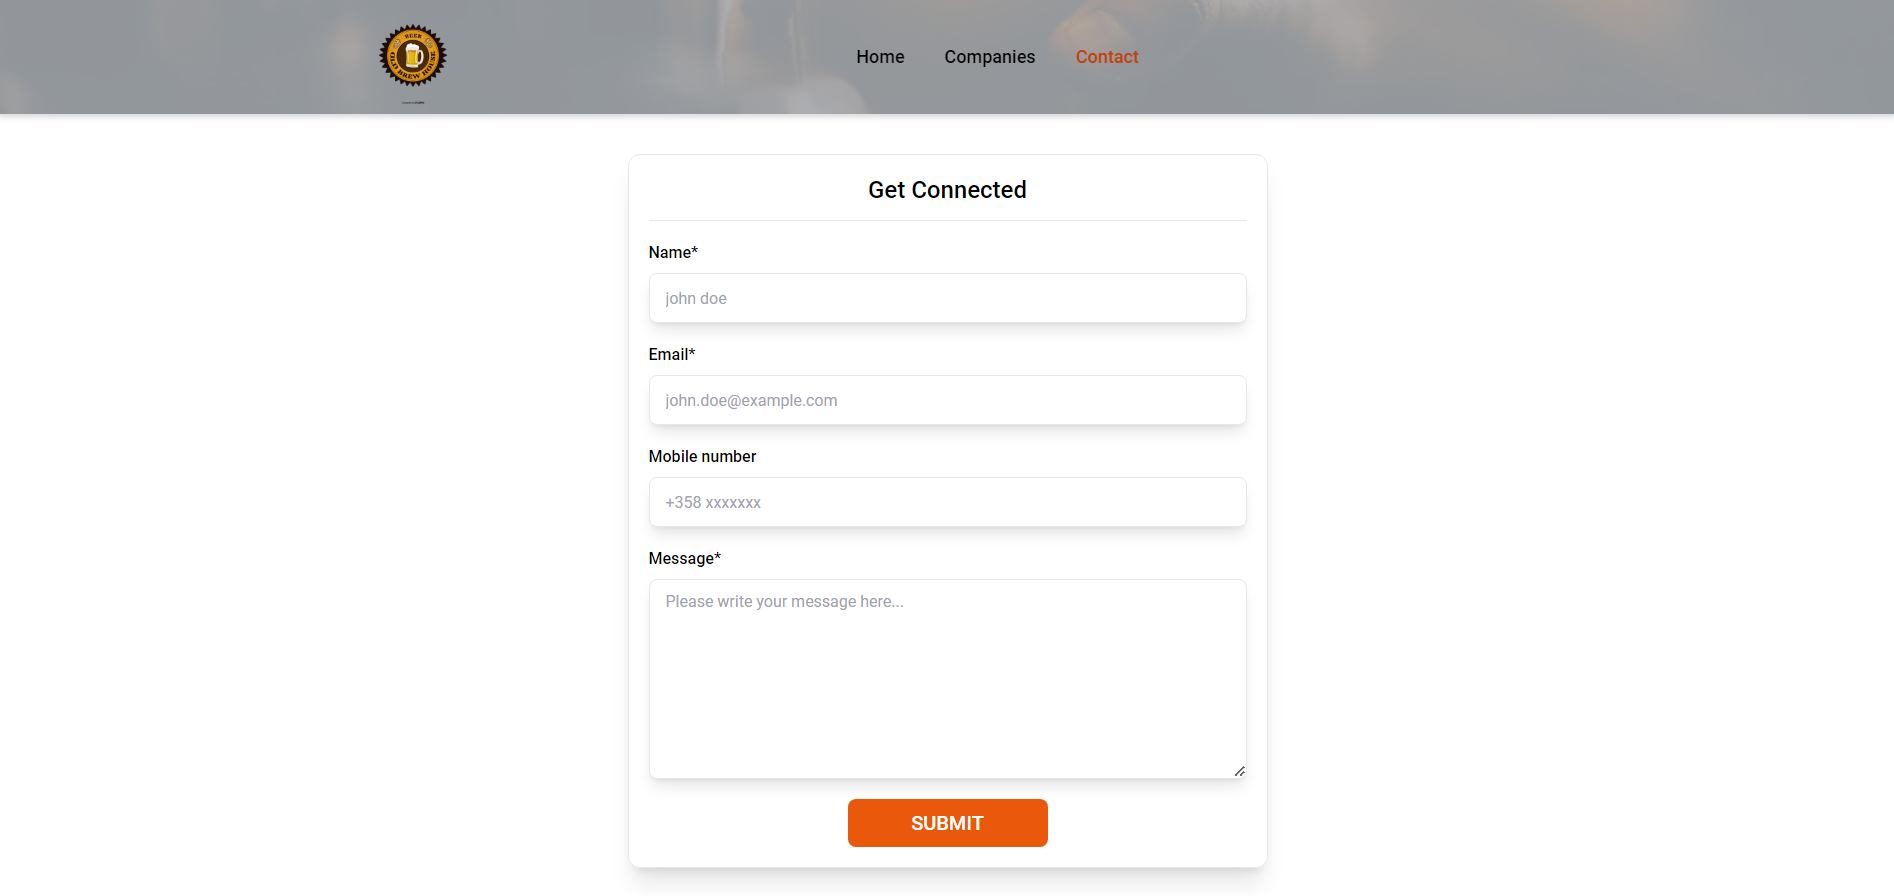 BEER
OLD BREW HOUSE
Home
Companies
Contact
Get Connected
Name*
john doe
Email*
john.doe@example.com
Mobile number
+358 xxxxxxx
Message*
Please write your message here...
SUBMIT